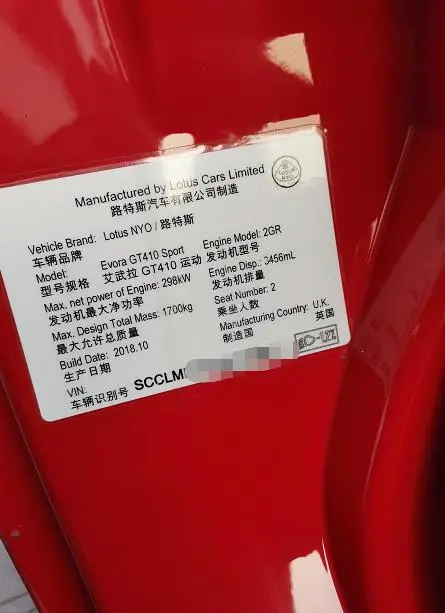 Manufactured by Lotus Cars Limited
路特斯汽车有限公司制造
LOTUS
NYO
Vehicle Brand: Lotus NYO / 路特斯
车辆品牌
Model: Evora GT410 Sport Engine Model: 2GR
型号规格 艾武拉 GT410 运动 发动机型号
Max. net power of Engine: 298kW Engine Disp.: 3456mL
发动机最大净功率 发动机排量
Max. Design Total Mass: 1700kg Seat Number: 2
最大允许总质量 乘坐人数
Build Date: 2018.10 Manufacturing Country: U.K.
生产日期 制造国 英国
VIN: SCCLM
车辆识别号